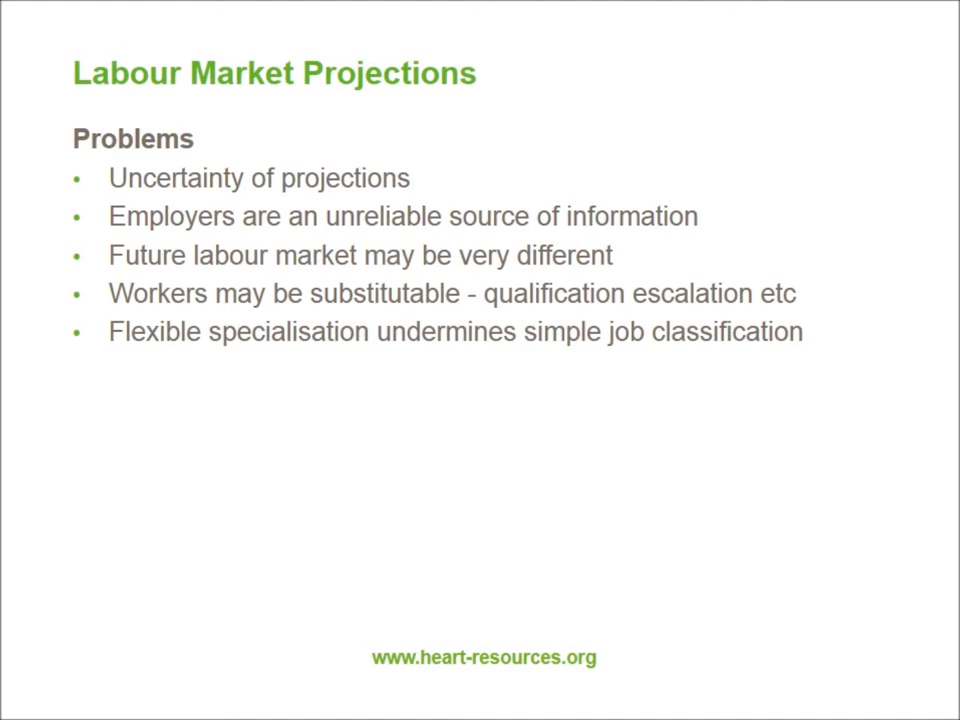 Labour Market Projections
Problems
• Uncertainty of projections
• Employers are an unreliable source of information
• Future labour market may be very different
• Workers may be substitutable - qualification escalation etc
• Flexible specialisation undermines simple job classification
www.heart-resources.org